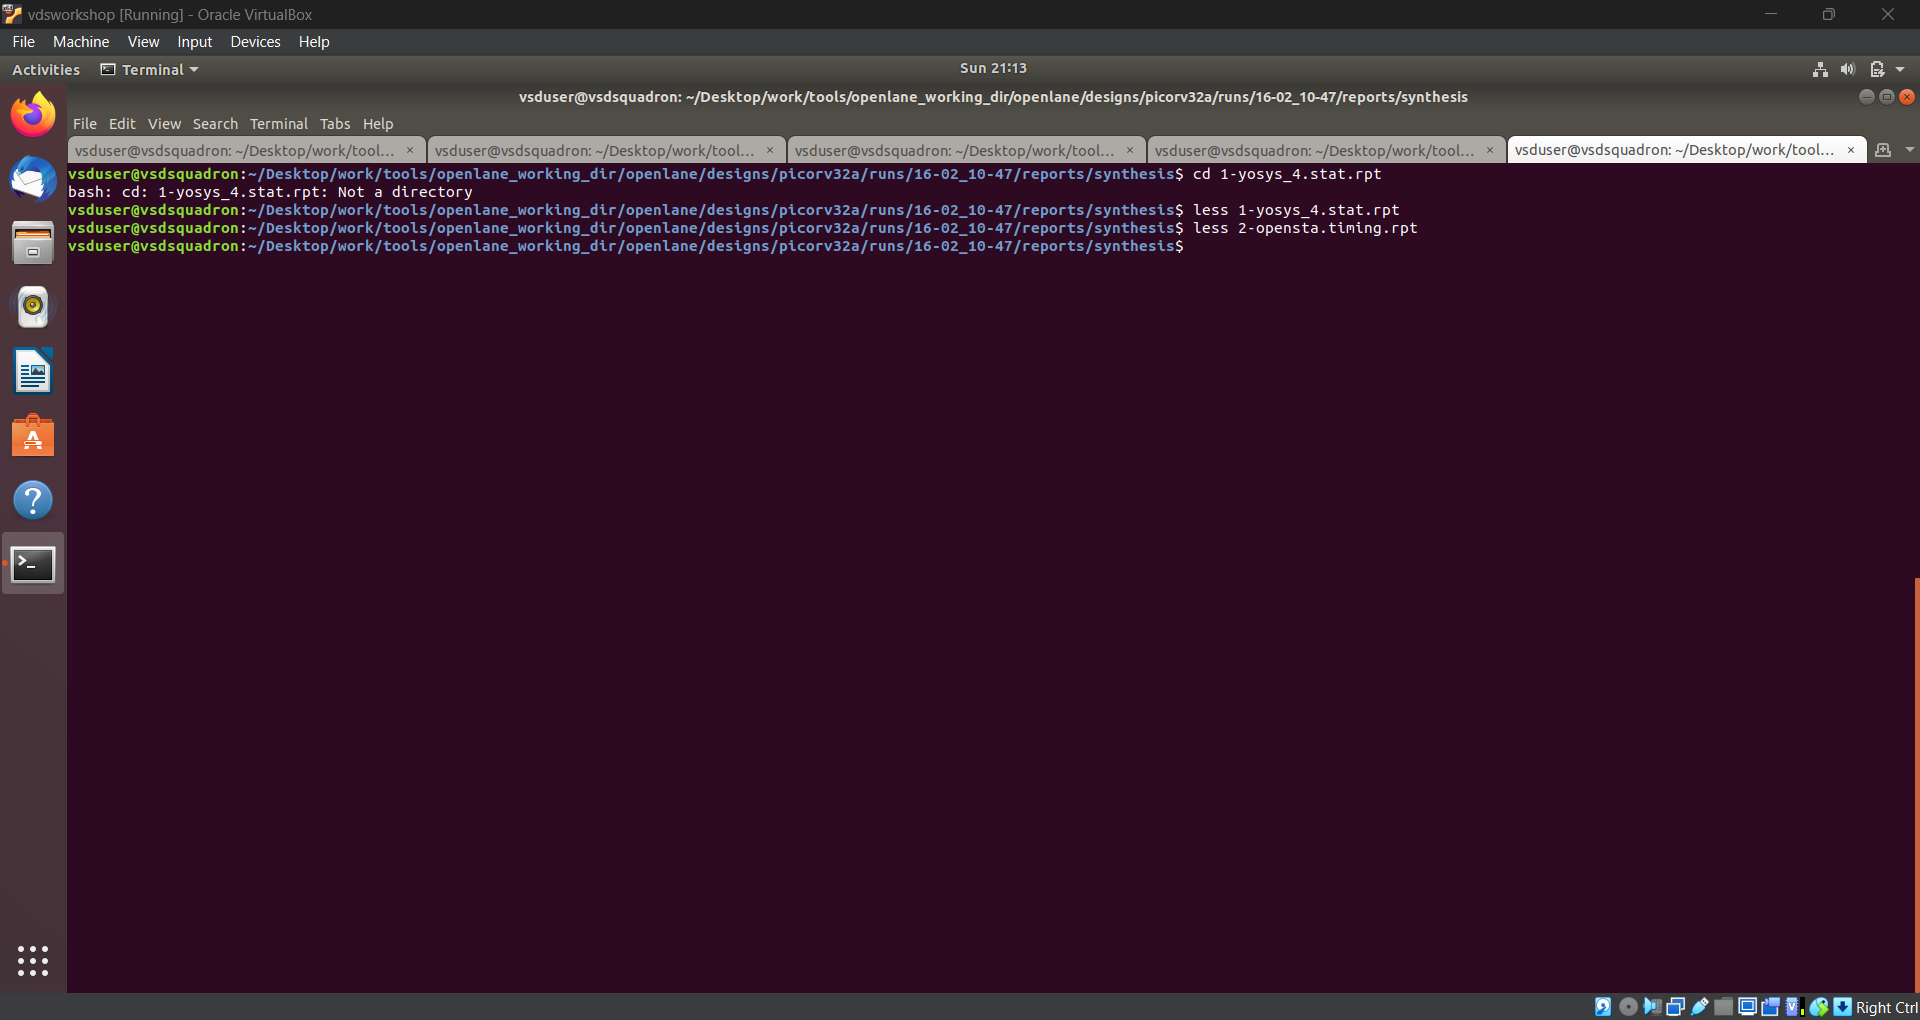 vdsworkshop [Running] - Oracle VirtualBox
File Machine View Input Devices Help
Activities Terminal Sun 21:13
vsduser@vsdsquadron: ~/Desktop/work/tools/openlane_working_dir/openlane/designs/picorv32a/runs/16-02_10-47/reports/synthesis
File Edit View Search Terminal Tabs Help
vsduser@vsdsquadron: ~/Desktop/work/tool... × vsduser@vsdsquadron: ~/Desktop/work/tool... × vsduser@vsdsquadron: ~/Desktop/work/tool... × vsduser@vsdsquadron: ~/Desktop/work/tool... × vsduser@vsdsquadron: ~/Desktop/work/tool... ×
vsduser@vsdsquadron:~/Desktop/work/tools/openlane_working_dir/openlane/designs/picorv32a/runs/16-02_10-47/reports/synthesis$ cd 1-yosys_4.stat.rpt
bash: cd: 1-yosys_4.stat.rpt: Not a directory
vsduser@vsdsquadron:~/Desktop/work/tools/openlane_working_dir/openlane/designs/picorv32a/runs/16-02_10-47/reports/synthesis$ less 1-yosys_4.stat.rpt
vsduser@vsdsquadron:~/Desktop/work/tools/openlane_working_dir/openlane/designs/picorv32a/runs/16-02_10-47/reports/synthesis$ less 2-opensta.timing.rpt
vsduser@vsdsquadron:~/Desktop/work/tools/openlane_working_dir/openlane/designs/picorv32a/runs/16-02_10-47/reports/synthesis$
Right Ctrl